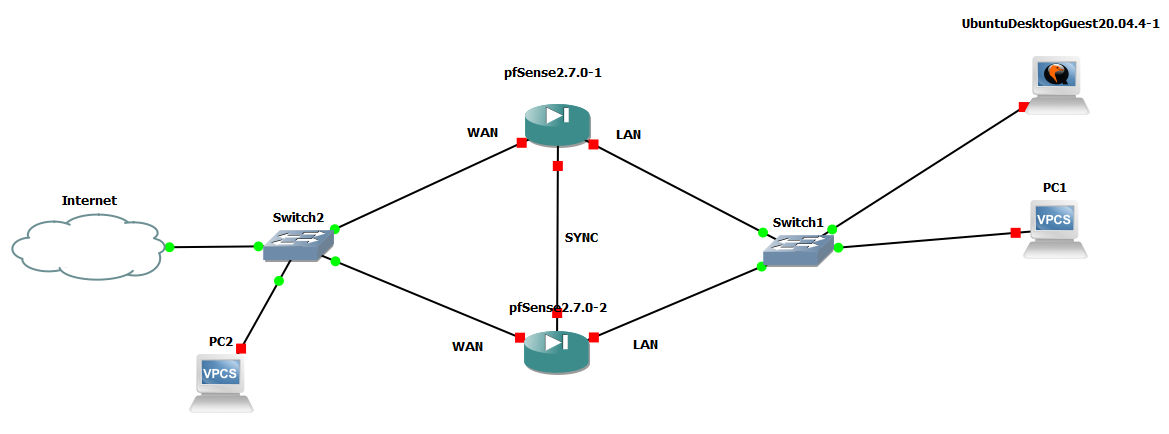 UbuntuDesktopGuest20.04.4-1
pfSense2.7.0-1
WAN
LAN
PC1
VPCS
Internet
Switch2
Switch1
SYNC
pfSense2.7.0-2
PC2
WAN
LAN
VPCS